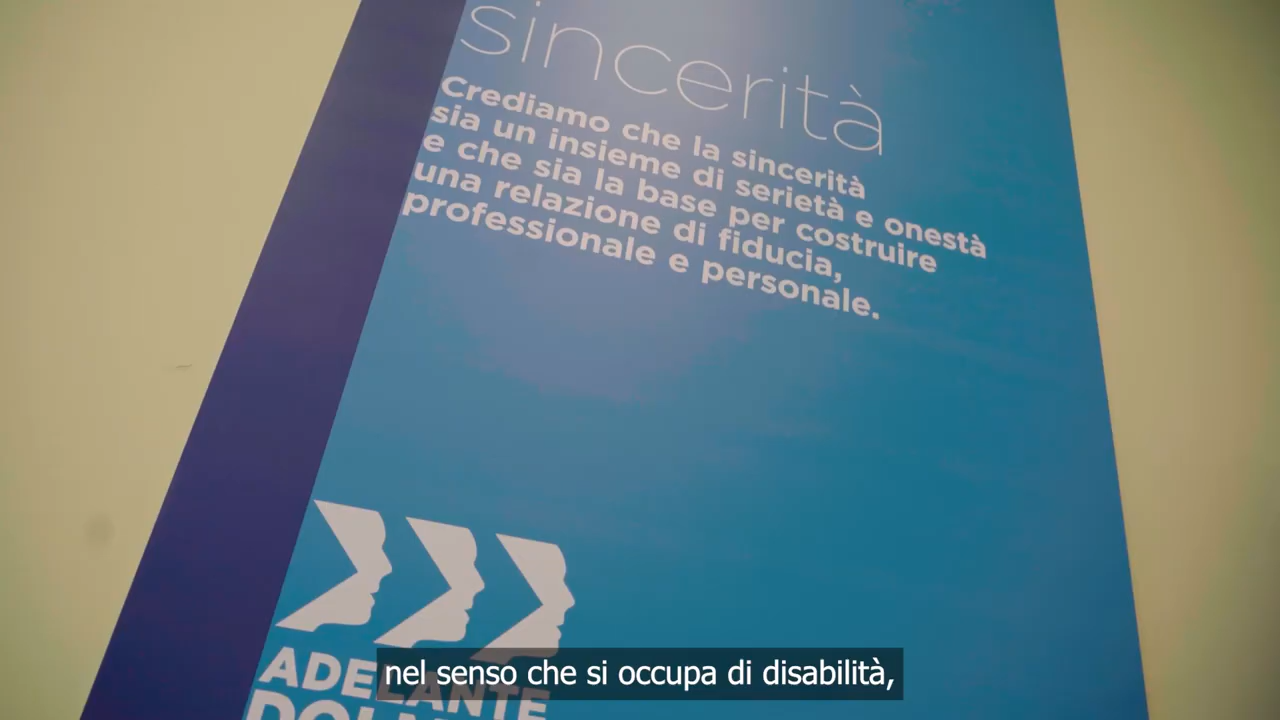 sincerità
Crediamo che la sincerità
sia un insieme di serietà e onestà
e che sia la base per costruire
una relazione di fiducia,
professionale e personale.
ADELANTE
nel senso che si occupa di disabilità,